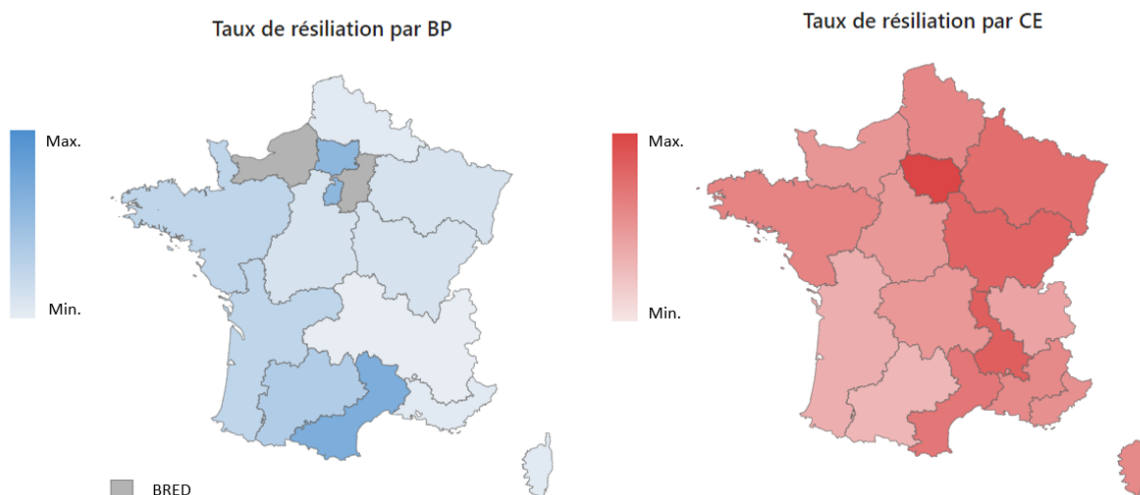 Taux de résiliation par BP
Max.
Min.
BRED
Taux de résiliation par CE
Max.
Min.